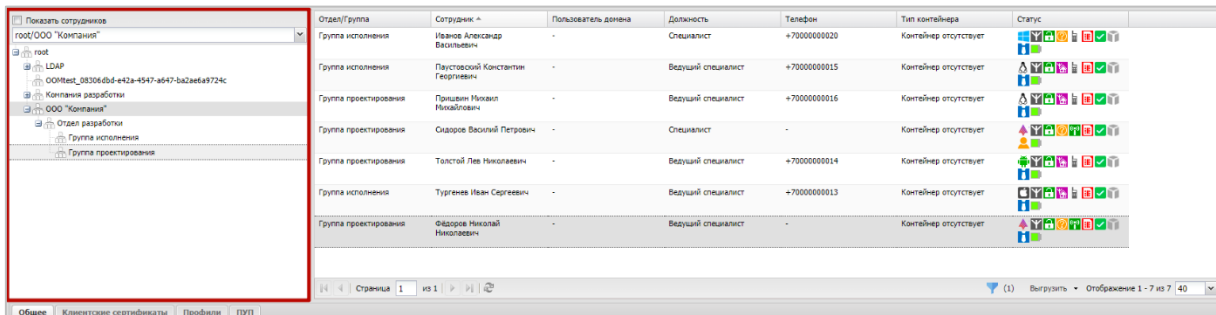 Показать сотрудников
root/ООО "Компания"
root
LDAP
OOMtest_08306dbd-e42a-4547-a647-ba2ae6a9724c
Компания разработки
ООО "Компания"
Отдел разработки
Группа исполнения
Группа проектирования
Отдел/Группа Сотрудник Пользователь домена Должность Телефон Тип контейнера Статус
Группа исполнения Иванов Александр - Специалист +70000000020 Контейнер отсутствует
Васильевич
Группа исполнения Паустовский Константин - Ведущий специалист +70000000015 Контейнер отсутствует
Георгиевич
Группа проектирования Пришвин Михаил - Ведущий специалист +70000000016 Контейнер отсутствует
Михайлович
Группа проектирования Сидоров Василий Петрович - Специалист - Контейнер отсутствует
Группа проектирования Толстой Лев Николаевич - Ведущий специалист +70000000014 Контейнер отсутствует
Группа исполнения Тургенев Иван Сергеевич - Ведущий специалист +70000000013 Контейнер отсутствует
Группа проектирования Фёдоров Николай - Ведущий специалист - Контейнер отсутствует
Николаевич
Страница 1 из 1 (1) Выгрузить Отображение 1 - 7 из 7 40
Общее Клиентские сертификаты Профили ПУП